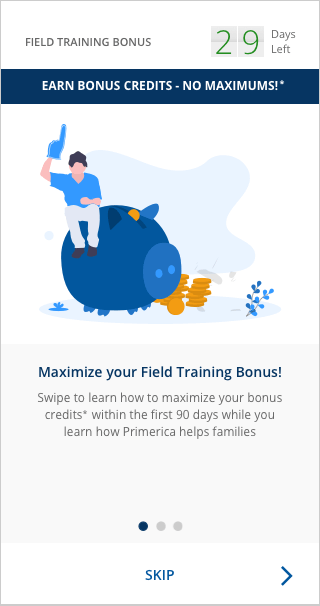 FIELD TRAINING BONUS
29
Days
Left
EARN BONUS CREDITS - NO MAXIMUMS!*
Maximize your Field Training Bonus!
Swipe to learn how to maximize your bonus
credits* within the first 90 days while you
learn how Primerica helps families
SKIP